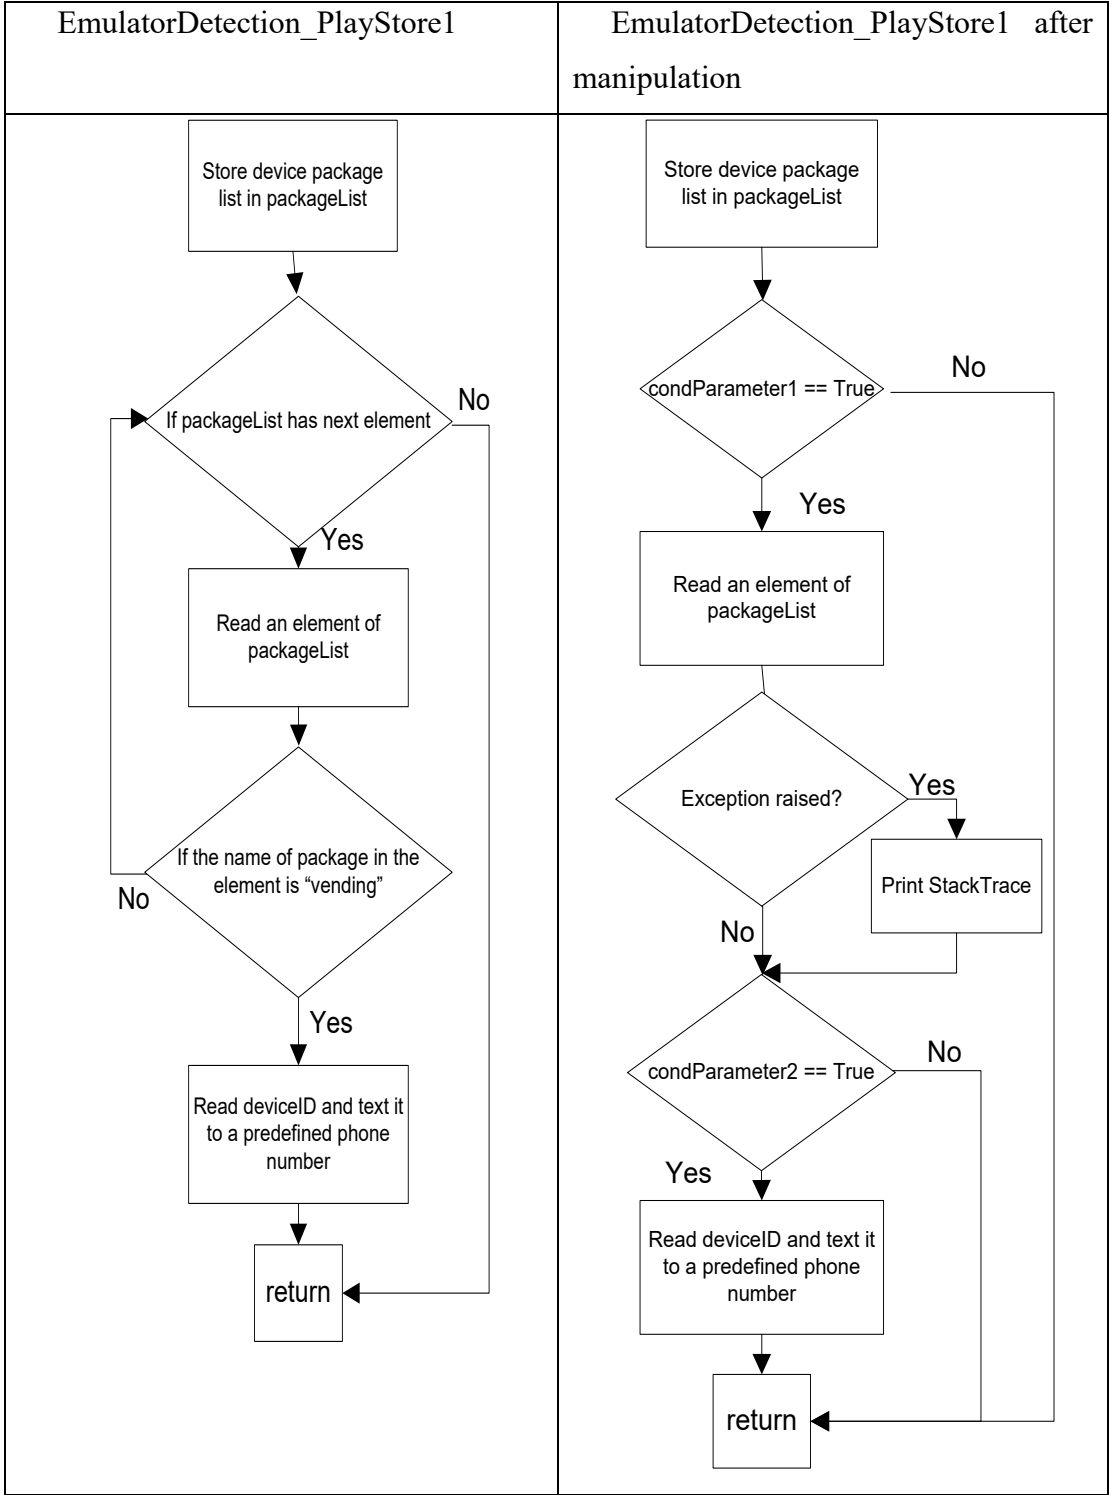 EmulatorDetection_PlayStore1
EmulatorDetection_PlayStore1 after
manipulation
Store device package
list in packageList
If packageList has next element
No
Yes
Read an element of
packageList
If the name of package in the
element is “vending”
No
Yes
Read deviceID and text it
to a predefined phone
number
return
Store device package
list in packageList
condParameter1 == True
No
Yes
Read an element of
packageList
Exception raised?
Yes
Print StackTrace
No
condParameter2 == True
No
Yes
Read deviceID and text it
to a predefined phone
number
return